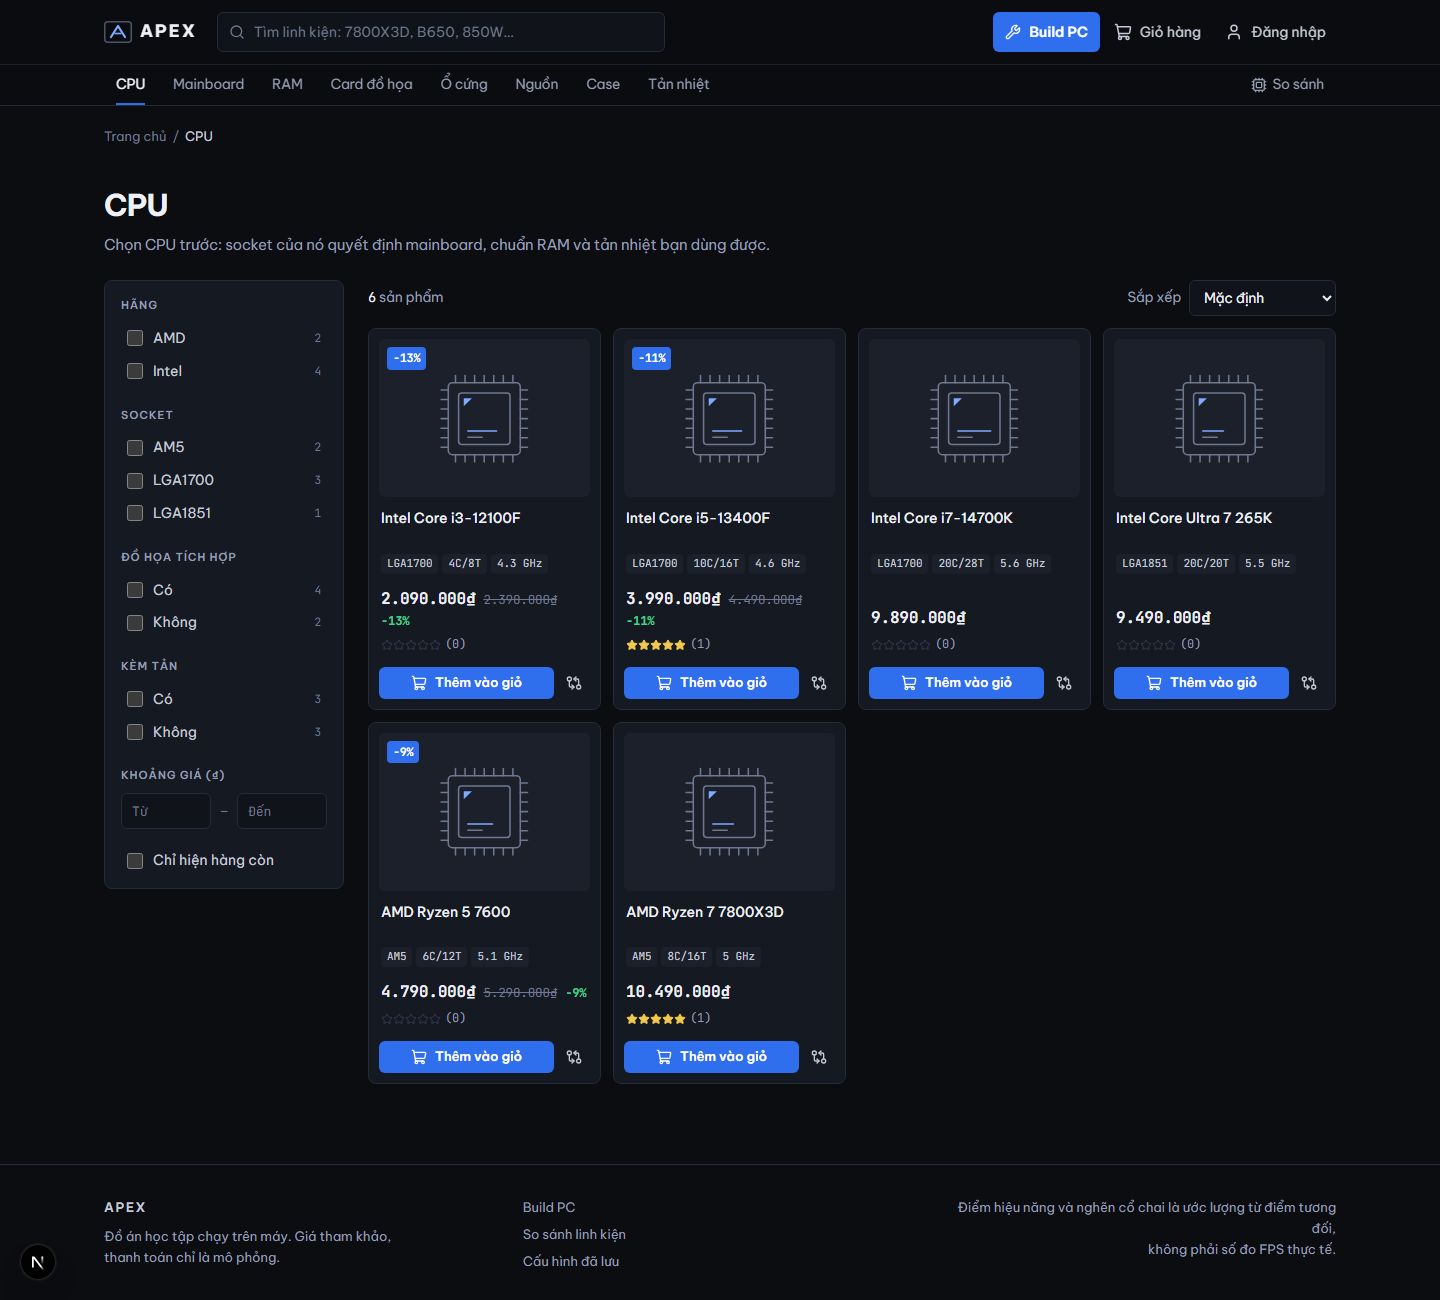 APEX
Tìm linh kiện: 7800X3D, B650, 850W...
Build PC
Giỏ hàng
Đăng nhập
CPU
Mainboard
RAM
Card đồ họa
Ổ cứng
Nguồn
Case
Tản nhiệt
So sánh
Trang chủ / CPU
CPU
Chọn CPU trước: socket của nó quyết định mainboard, chuẩn RAM và tản nhiệt bạn dùng được.
HÃNG
AMD 2
Intel 4
SOCKET
AM5 2
LGA1700 3
LGA1851 1
ĐỒ HỌA TÍCH HỢP
Có 4
Không 2
KÈM TẢN
Có 3
Không 3
KHOẢNG GIÁ (₫)
Từ – Đến
Chỉ hiện hàng còn
6 sản phẩm
Sắp xếp Mặc định
-13%
Intel Core i3-12100F
LGA1700 4C/8T 4.3 GHz
2.090.000₫ 2.390.000₫
-13%
(0)
Thêm vào giỏ
-11%
Intel Core i5-13400F
LGA1700 10C/16T 4.6 GHz
3.990.000₫ 4.490.000₫
-11%
(1)
Thêm vào giỏ
Intel Core i7-14700K
LGA1700 20C/28T 5.6 GHz
9.890.000₫
(0)
Thêm vào giỏ
Intel Core Ultra 7 265K
LGA1851 20C/20T 5.5 GHz
9.490.000₫
(0)
Thêm vào giỏ
-9%
AMD Ryzen 5 7600
AM5 6C/12T 5.1 GHz
4.790.000₫ 5.290.000₫ -9%
(0)
Thêm vào giỏ
AMD Ryzen 7 7800X3D
AM5 8C/16T 5 GHz
10.490.000₫
(1)
Thêm vào giỏ
APEX
Đồ án học tập chạy trên máy. Giá tham khảo,
thanh toán chỉ là mô phỏng.
Build PC
So sánh linh kiện
Cấu hình đã lưu
Điểm hiệu năng và nghẽn cổ chai là ước lượng từ điểm tương
đối,
không phải số đo FPS thực tế.
N